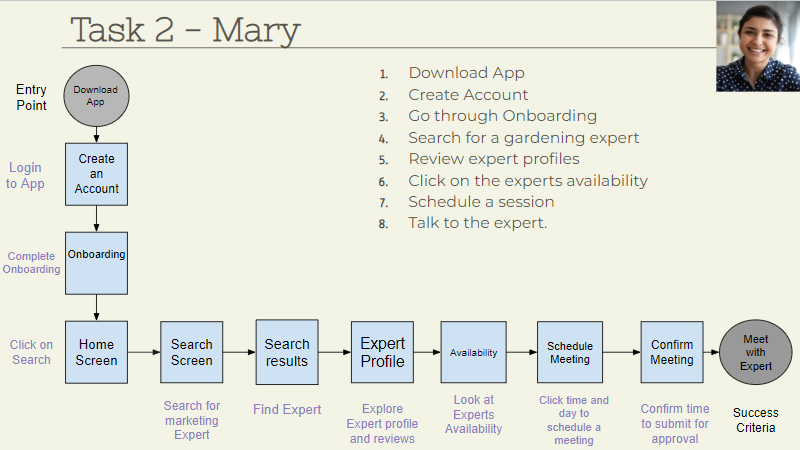 Task 2 – Mary
1. Download App
2. Create Account
3. Go through Onboarding
4. Search for a gardening expert
5. Review expert profiles
6. Click on the experts availability
7. Schedule a session
8. Talk to the expert.
Entry
Point
Download
App
Login
to App
Create
an
Account
Complete
Onboarding
Onboarding
Click on
Search
Home
Screen
Search
Screen
Search
results
Expert
Profile
Availability
Schedule
Meeting
Confirm
Meeting
Meet
with
Expert
Search for
marketing
Expert
Find Expert
Explore
Expert profile
and reviews
Look at
Experts
Availability
Click time and
day to
schedule a
meeting
Confirm time
to submit for
approval
Success
Criteria